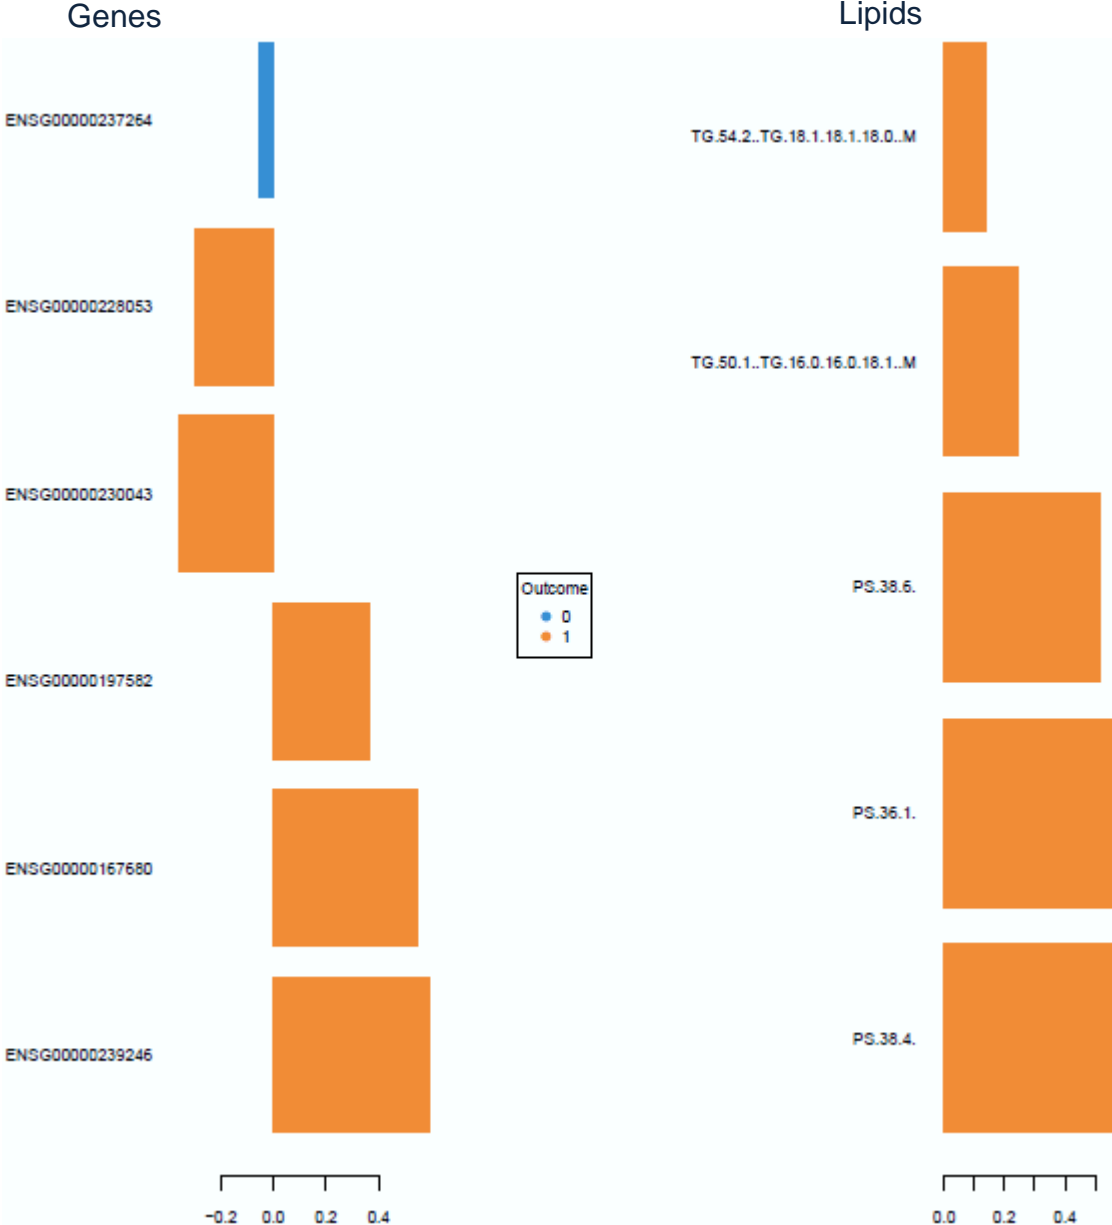 Genes
ENSG00000237264
ENSG00000228053
ENSG00000230043
ENSG00000197582
ENSG00000167680
ENSG00000239246
−0.2 0.0 0.2 0.4
Outcome
0
1
Lipids
TG.54.2..TG.18.1.18.1.18.0..M
TG.50.1..TG.16.0.16.0.18.1..M
PS.38.6.
PS.36.1.
PS.38.4.
0.0 0.2 0.4